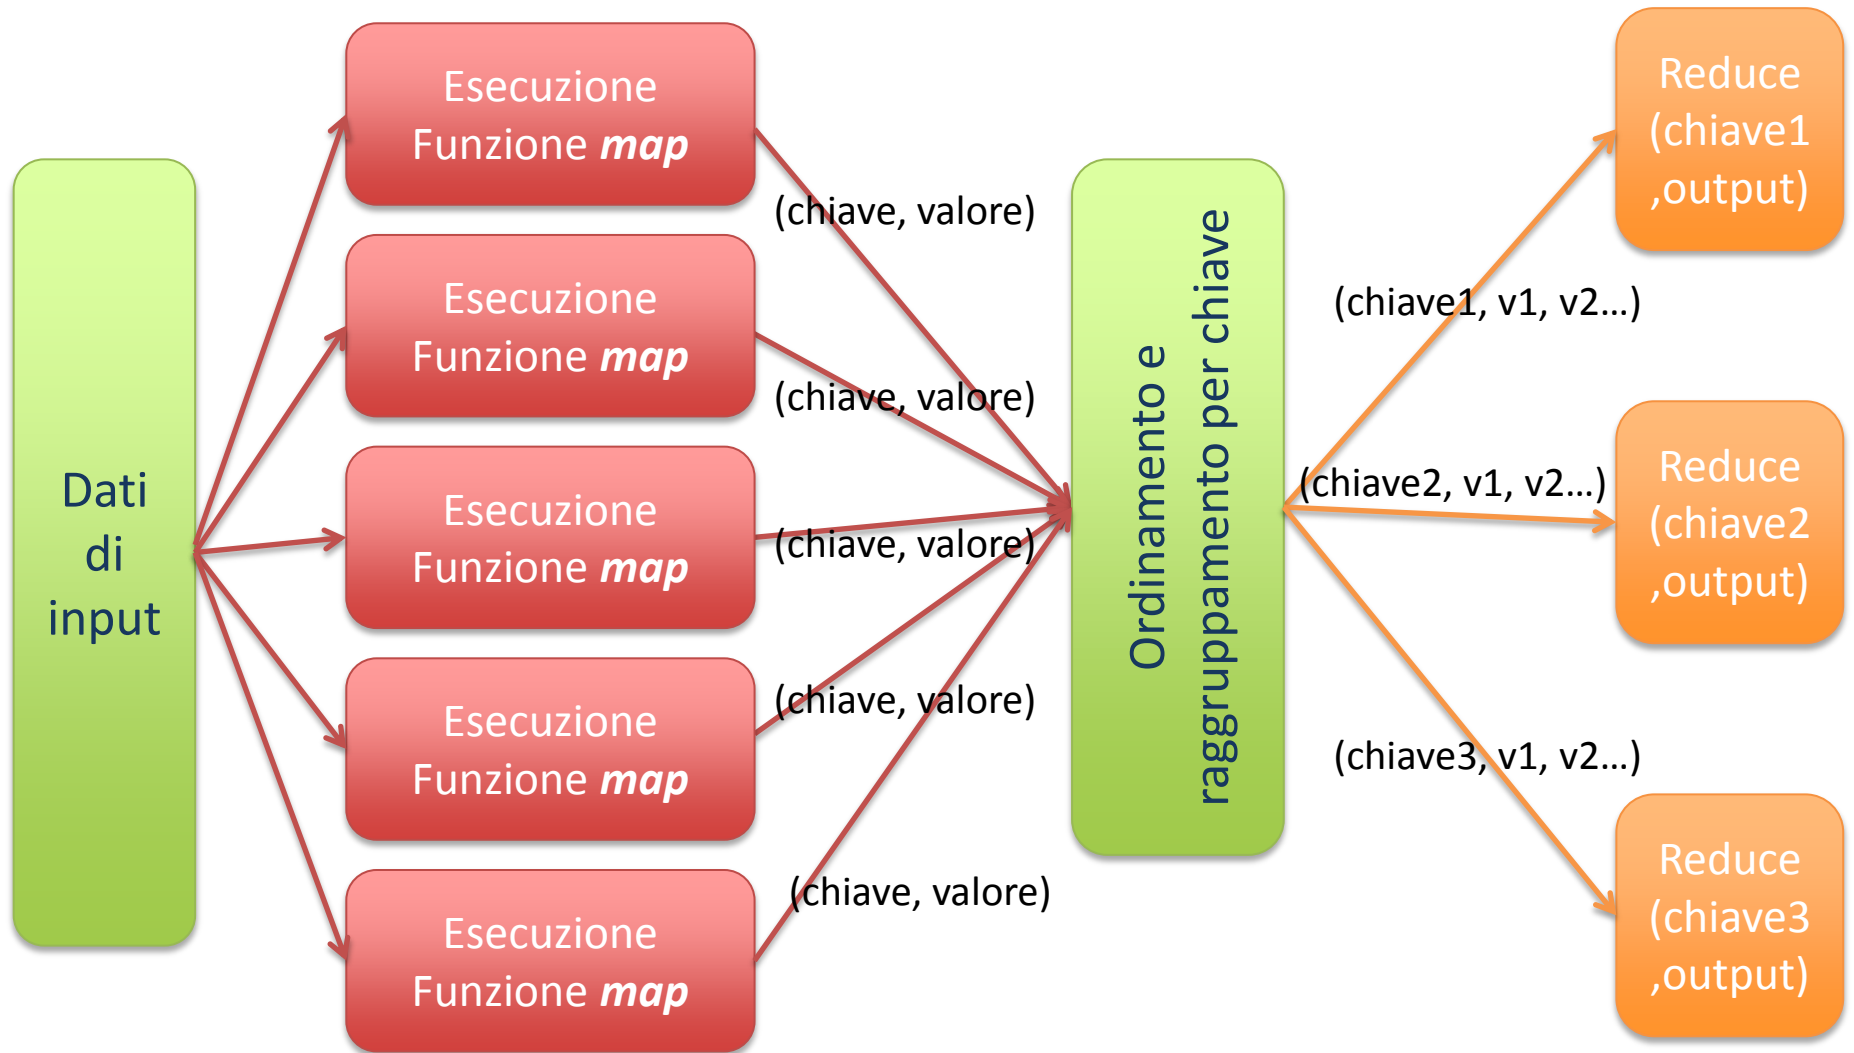 Dati
di
input
Esecuzione
Funzione map
Esecuzione
Funzione map
Esecuzione
Funzione map
Esecuzione
Funzione map
Esecuzione
Funzione map
(chiave, valore)
(chiave, valore)
(chiave, valore)
(chiave, valore)
(chiave, valore)
Ordinamento e
raggruppamento per chiave
(chiave1, v1, v2...)
(chiave2, v1, v2...)
(chiave3, v1, v2...)
Reduce
(chiave1
,output)
Reduce
(chiave2
,output)
Reduce
(chiave3
,output)